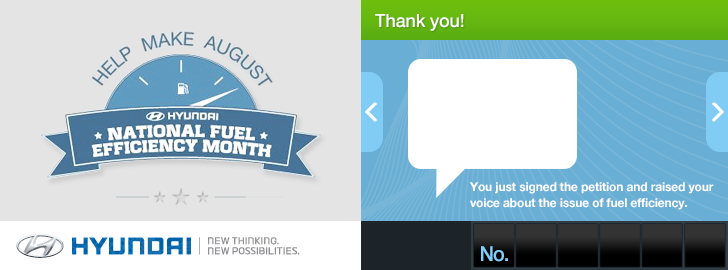 HELP MAKE AUGUST
HYUNDAI
NATIONAL FUEL
EFFICIENCY MONTH
HYUNDAI
NEW THINKING.
NEW POSSIBILITIES.
Thank you!
You just signed the petition and raised your
voice about the issue of fuel efficiency.
No.